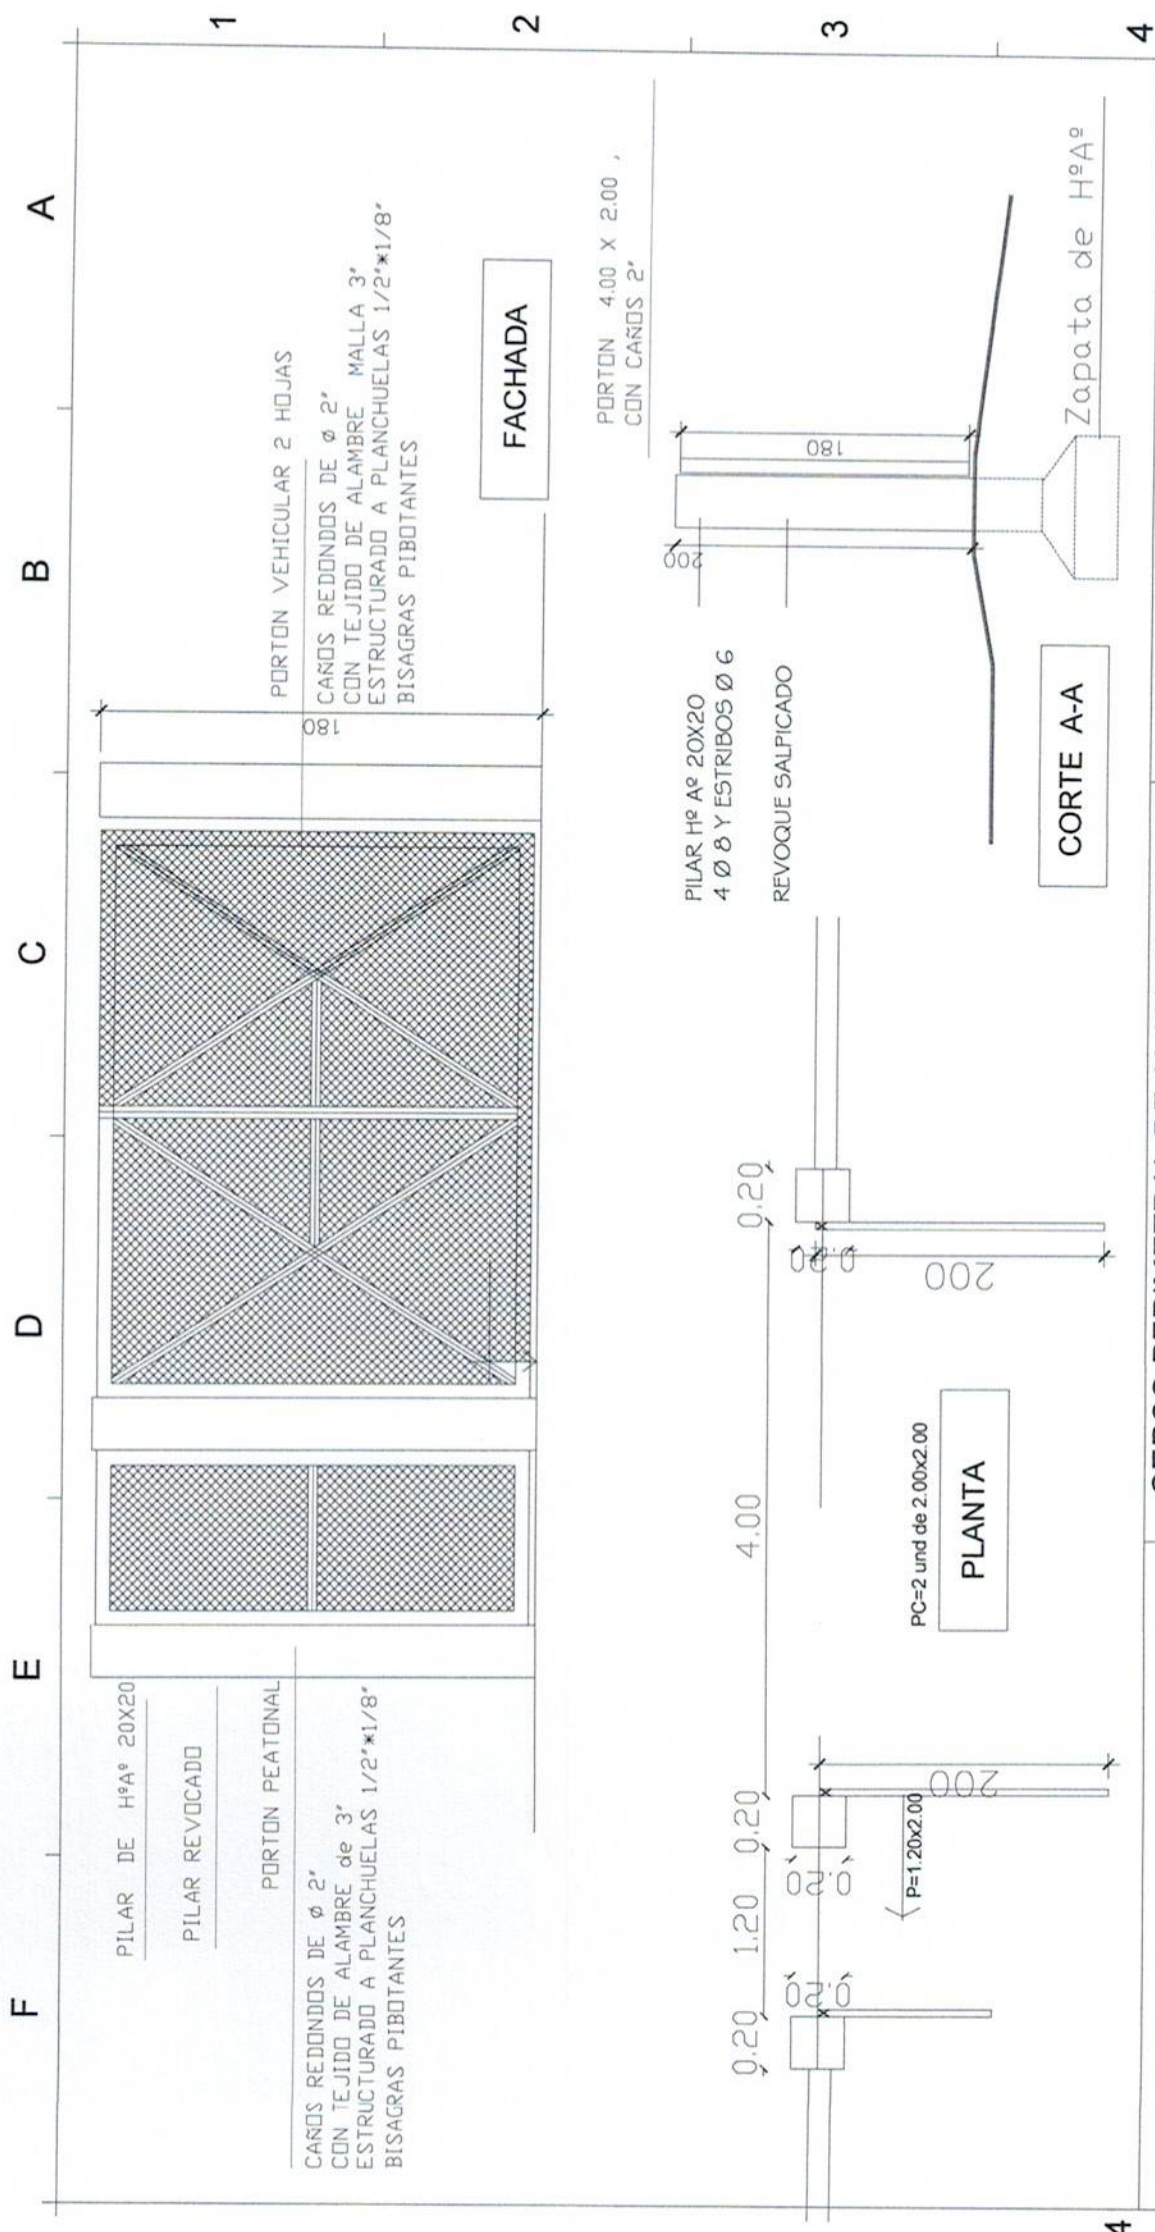 F
E
D
C
B
A
1
2
3
4
4
PILAR DE HºAº 20X20
PILAR REVOCADO
PORTON PEATONAL
CAÑOS REDONDOS DE ø 2"
CON TEJIDO DE ALAMBRE de 3"
ESTRUCTURADO A PLANCHUELAS 1/2"*1/8"
BISAGRAS PIBOTANTES
180
PORTON VEHICULAR 2 HOJAS
CAÑOS REDONDOS DE ø 2"
CON TEJIDO DE ALAMBRE MALLA 3"
ESTRUCTURADO A PLANCHUELAS 1/2"*1/8"
BISAGRAS PIBOTANTES
FACHADA
0.20
1.20
0.20
4.00
0.20
0.20
0.20
0.20
200
200
P=1.20x2.00
PC=2 und de 2.00x2.00
PLANTA
PILAR Hº Aº 20X20
4 Ø 8 Y ESTRIBOS Ø 6
REVOQUE SALPICADO
200
180
PORTON 4.00 X 2.00 ,
CON CAÑOS 2"
Zapata de HºAº
CORTE A-A